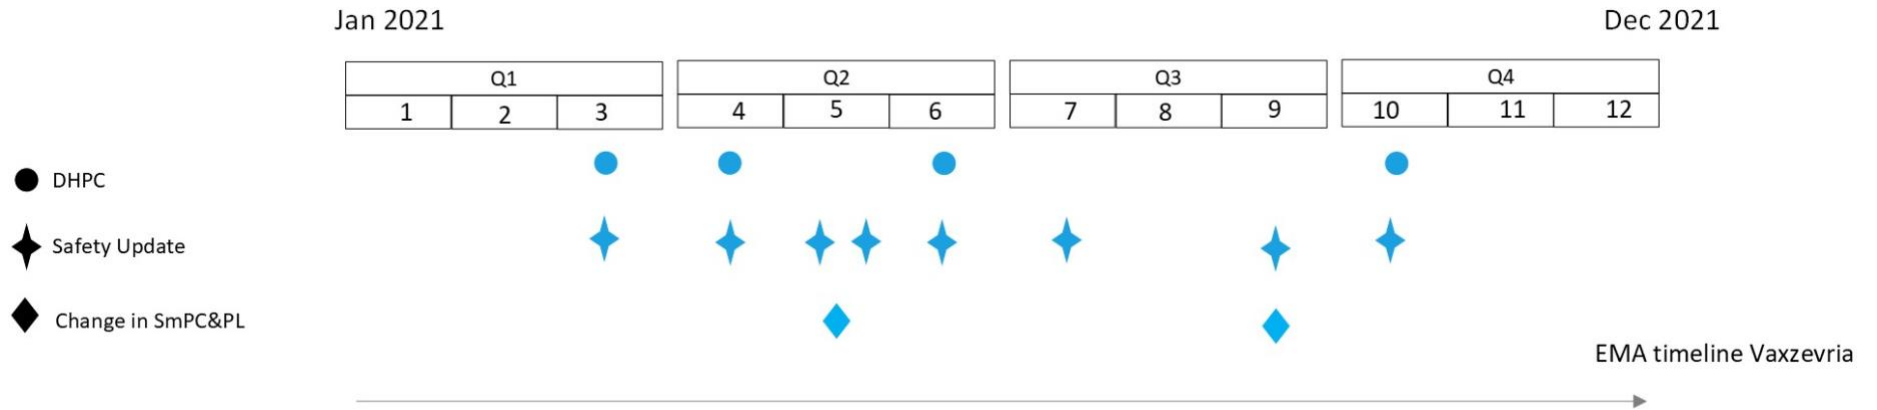 Jan 2021 Dec 2021
Q1 Q2 Q3 Q4
1 2 3 4 5 6 7 8 9 10 11 12
DHPC
Safety Update
Change in SmPC&PL
EMA timeline Vaxzevria